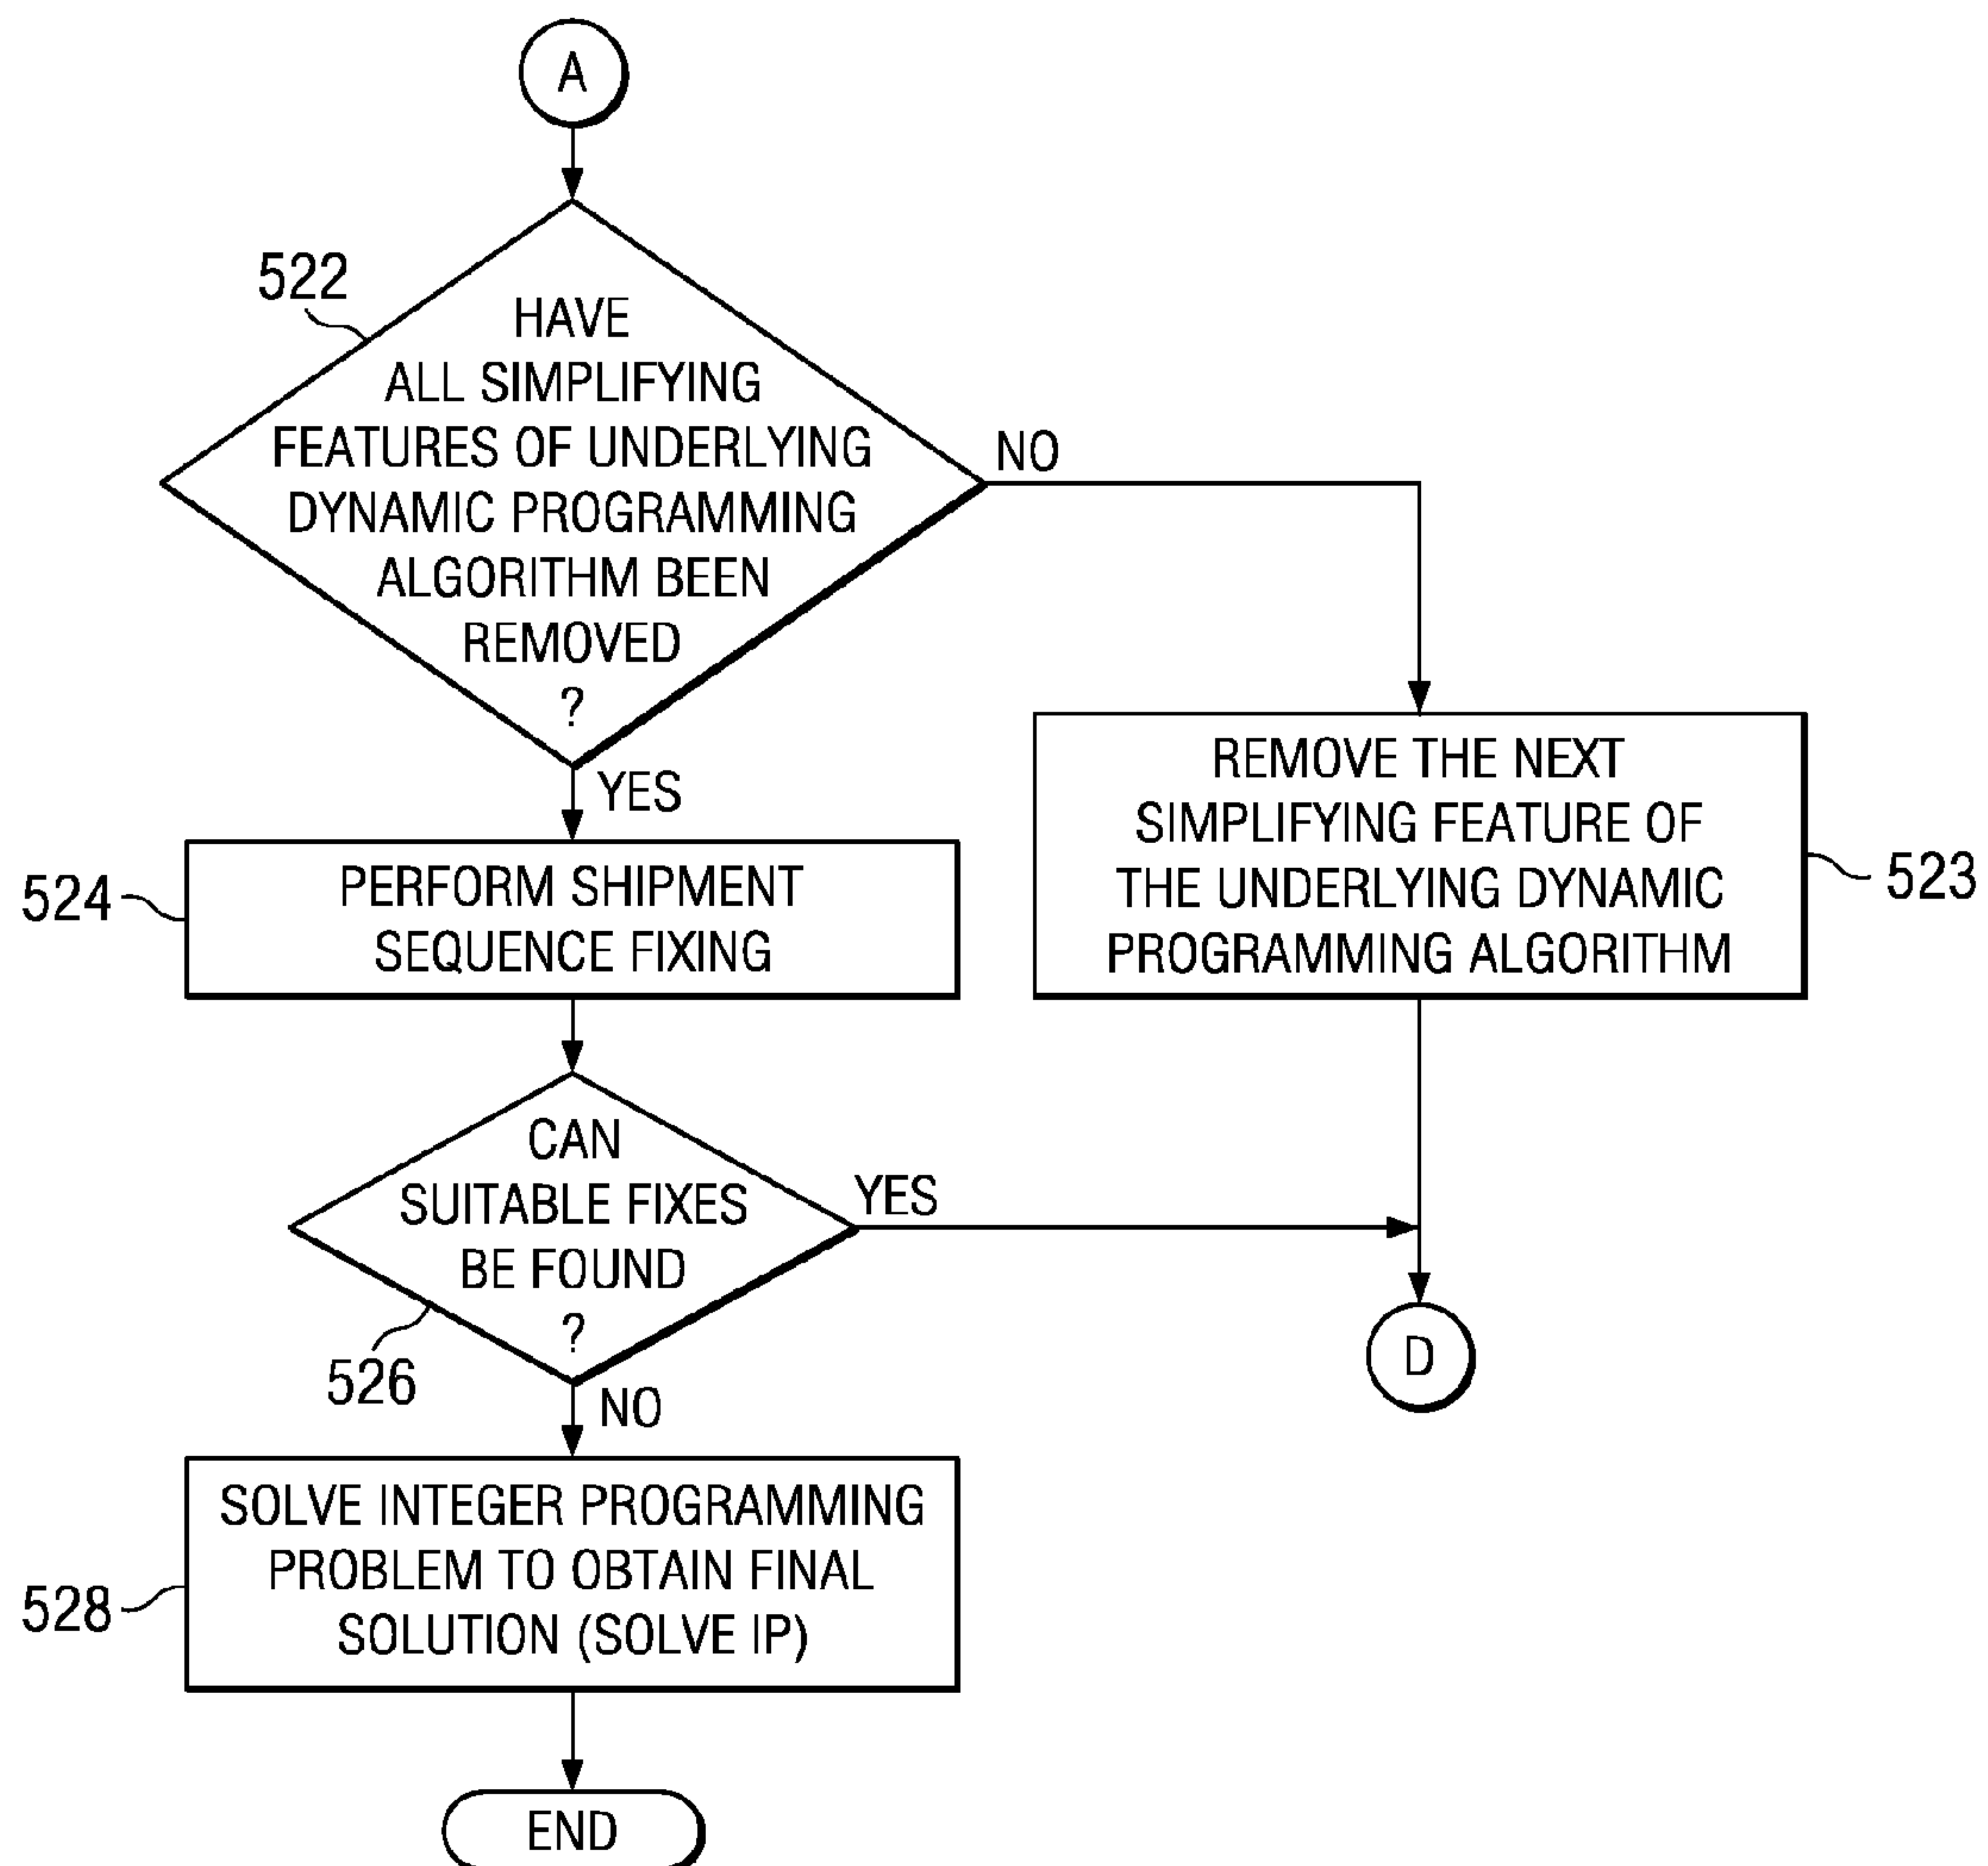 A
522
HAVE
ALL SIMPLIFYING
FEATURES OF UNDERLYING
DYNAMIC PROGRAMMING
ALGORITHM BEEN
REMOVED
?
NO
YES
REMOVE THE NEXT
SIMPLIFYING FEATURE OF
THE UNDERLYING DYNAMIC
PROGRAMMING ALGORITHM
523
524
PERFORM SHIPMENT
SEQUENCE FIXING
CAN
SUITABLE FIXES
BE FOUND
?
YES
526
NO
D
528
SOLVE INTEGER PROGRAMMING
PROBLEM TO OBTAIN FINAL
SOLUTION (SOLVE IP)
END